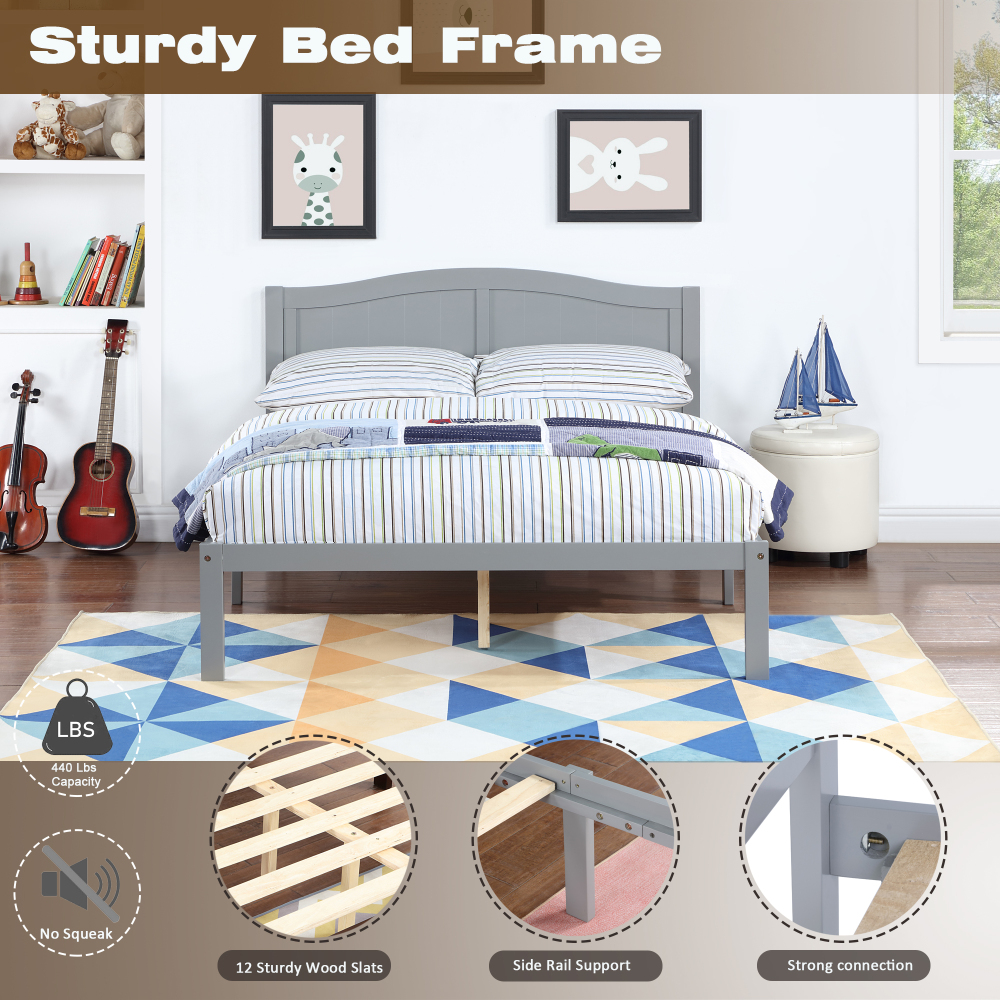 Sturdy Bed Frame
LBS
440 Lbs
Capacity
No Squeak
12 Sturdy Wood Slats
Side Rail Support
Strong connection